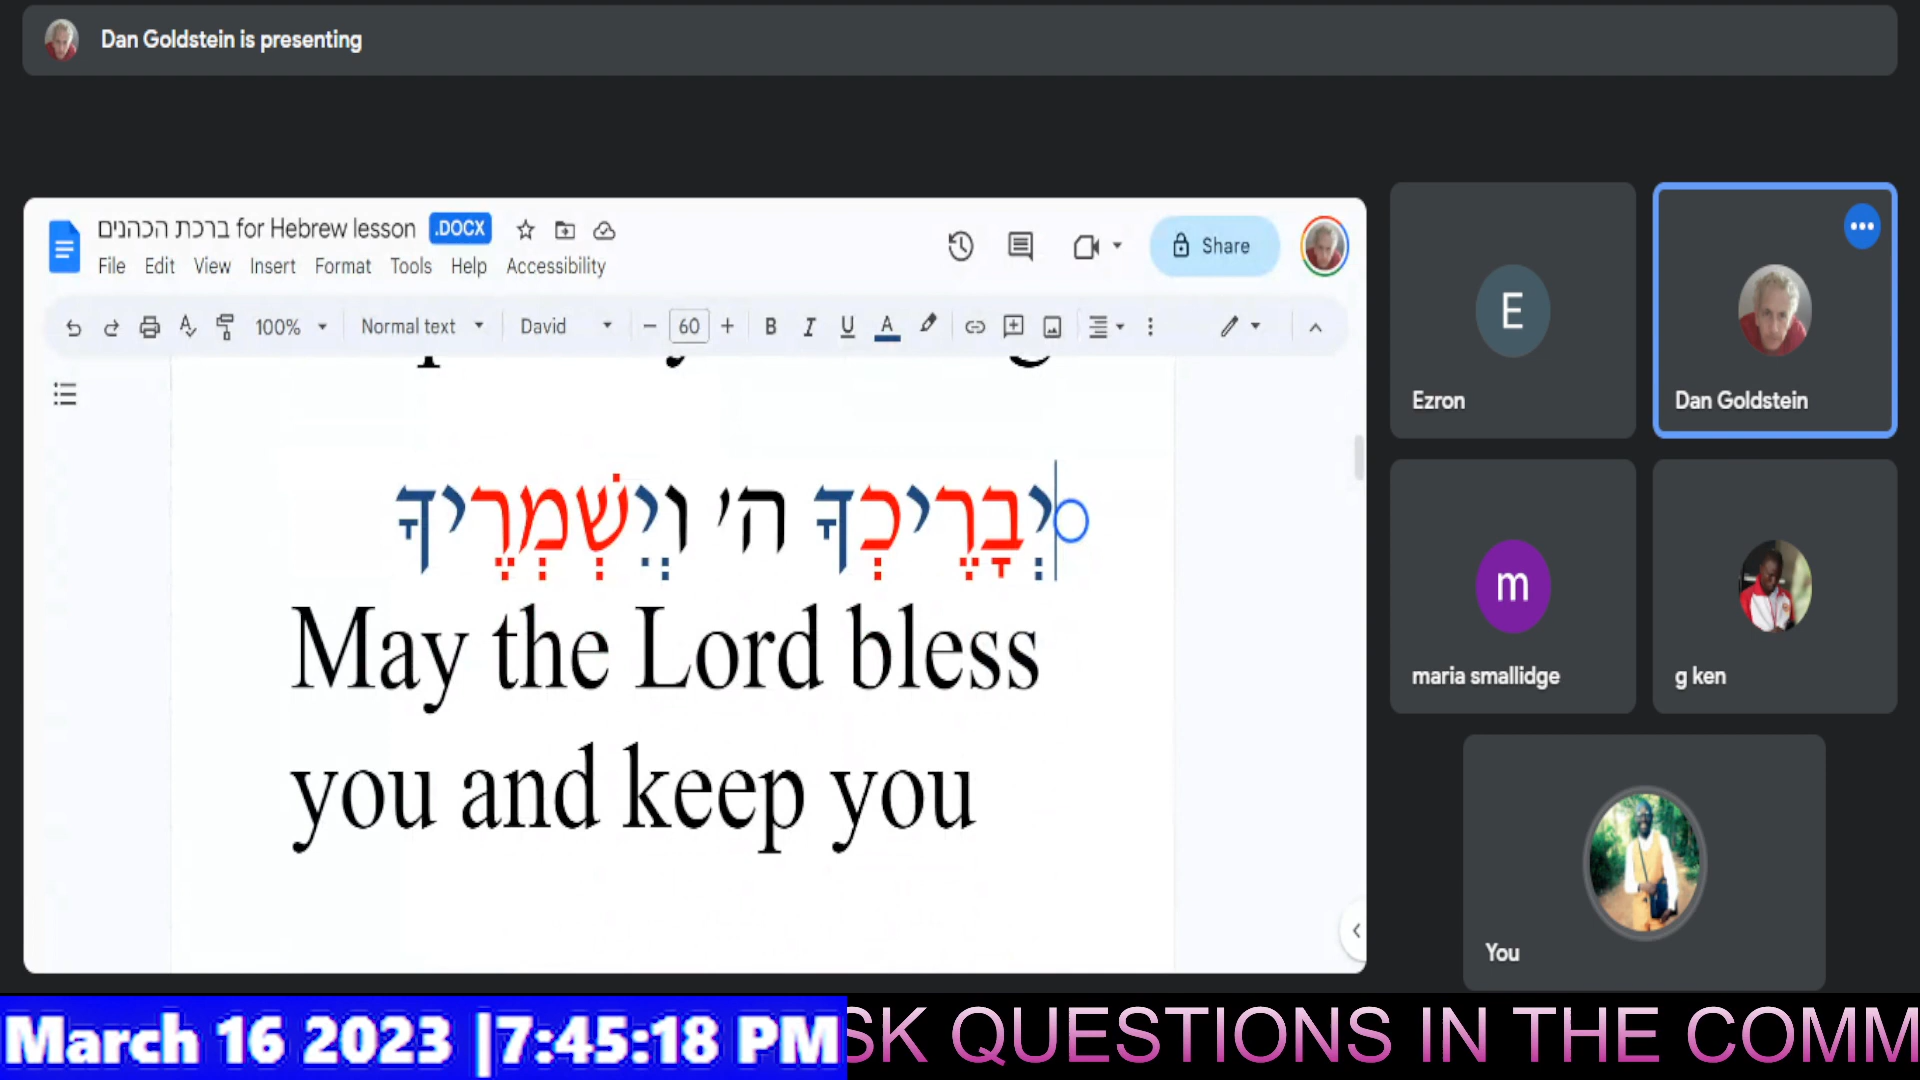 Dan Goldstein is presenting
ברכת הכהנים for Hebrew lesson .DOCX
File Edit View Insert Format Tools Help Accessibility
Share
100% Normal text David 60 B I U A
יְבָרֶיכְךָ ה' וְיִשְׁמְרֶיךָ
May the Lord bless
you and keep you
E
Ezron
Dan Goldstein
m
maria smallidge
g ken
You
March 16 2023 |7:45:18 PM
SK QUESTIONS IN THE COMM